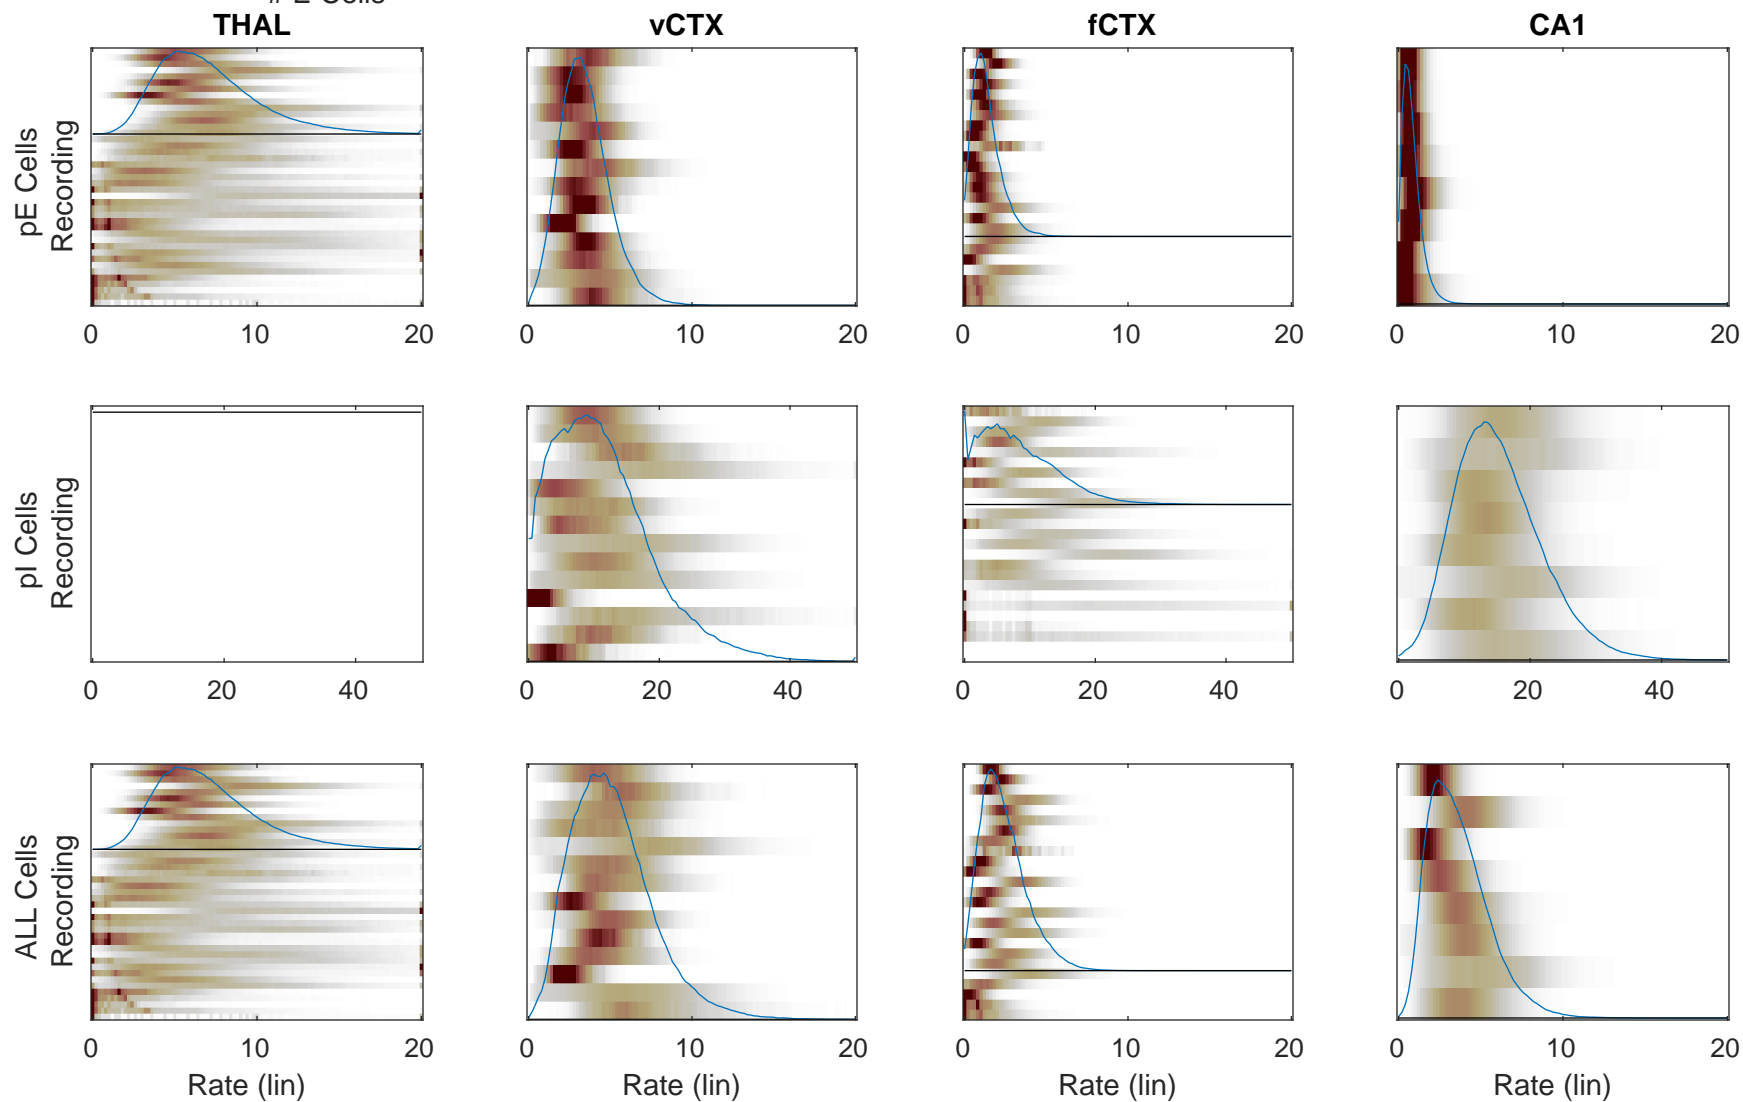 # E Cells
THAL vCTX fCTX CA1
pE Cells
Recording
0 10 20 0 10 20 0 10 20 0 10 20
pI Cells
Recording
0 20 40 0 20 40 0 20 40 0 20 40
ALL Cells
Recording
0 10 20 0 10 20 0 10 20 0 10 20
Rate (lin) Rate (lin) Rate (lin) Rate (lin)